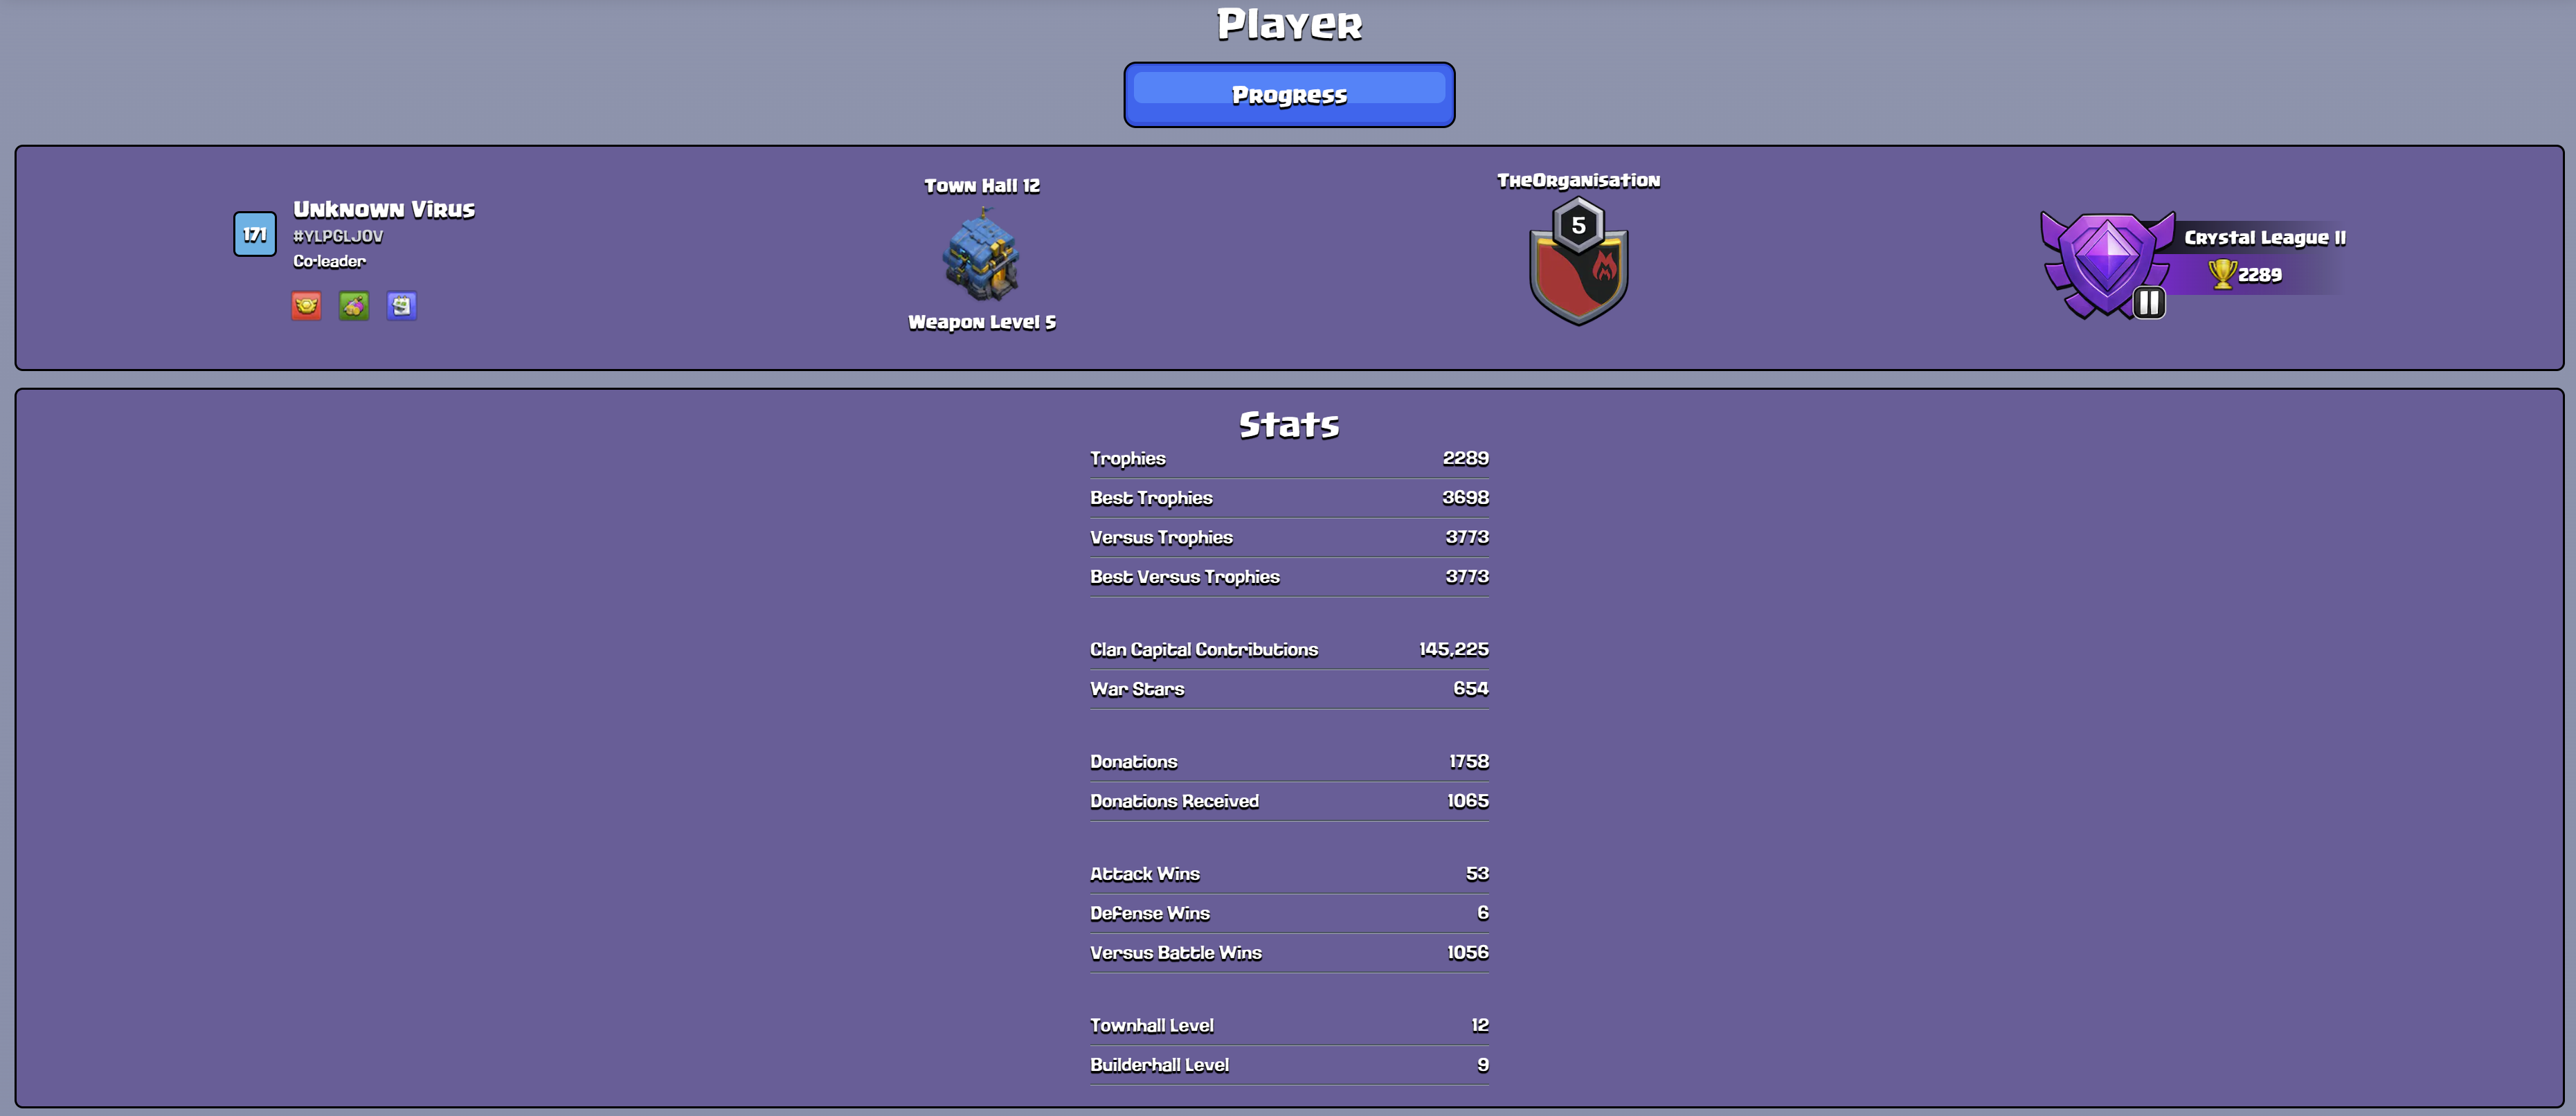 Player
Progress
171
Unknown Virus
#YLPGLJ0V
Co-leader
Town Hall 12
Weapon Level 5
TheOrganisation
5
Crystal League II
2289
Stats
Trophies 2289
Best Trophies 3698
Versus Trophies 3773
Best Versus Trophies 3773
Clan Capital Contributions 145,225
War Stars 654
Donations 1758
Donations Received 1065
Attack Wins 53
Defense Wins 6
Versus Battle Wins 1056
Townhall Level 12
Builderhall Level 9